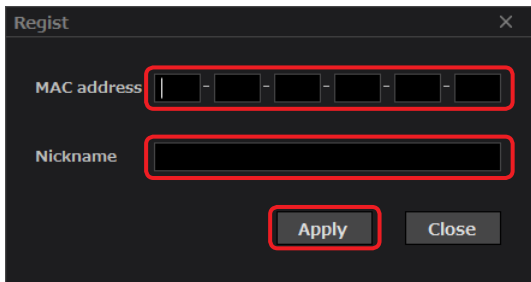 Regist ×
MAC address - - - - -
Nickname
Apply Close